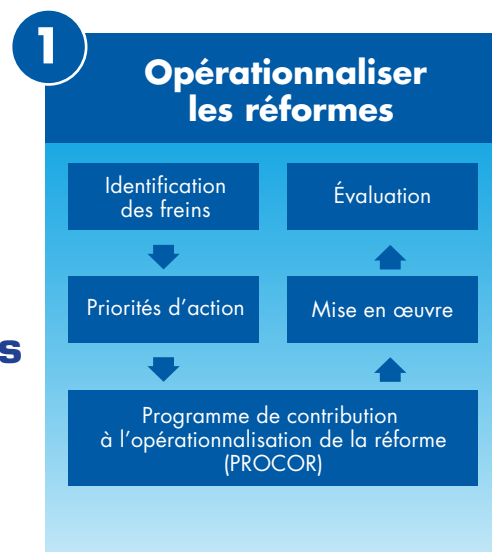 1
Opérationnaliser
les réformes
Identification
des freins
Évaluation
Priorités d'action
Mise en œuvre
s
Programme de contribution
à l'opérationnalisation de la réforme
(PROCOR)